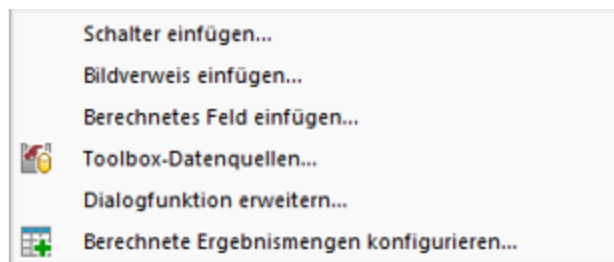 Schalter einfügen...
Bildverweis einfügen...
Berechnetes Feld einfügen...
Toolbox-Datenquellen...
Dialogfunktion erweitern...
Berechnete Ergebnismengen konfigurieren...